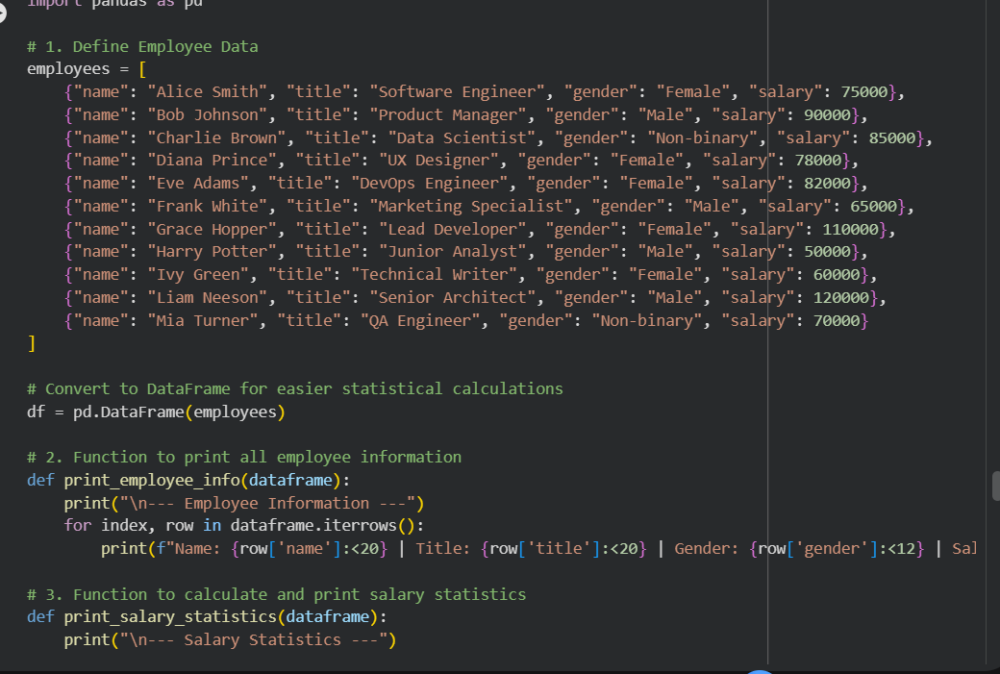 import pandas as pd
# 1. Define Employee Data
employees = [
    {"name": "Alice Smith", "title": "Software Engineer", "gender": "Female", "salary": 75000},
    {"name": "Bob Johnson", "title": "Product Manager", "gender": "Male", "salary": 90000},
    {"name": "Charlie Brown", "title": "Data Scientist", "gender": "Non-binary", "salary": 85000},
    {"name": "Diana Prince", "title": "UX Designer", "gender": "Female", "salary": 78000},
    {"name": "Eve Adams", "title": "DevOps Engineer", "gender": "Female", "salary": 82000},
    {"name": "Frank White", "title": "Marketing Specialist", "gender": "Male", "salary": 65000},
    {"name": "Grace Hopper", "title": "Lead Developer", "gender": "Female", "salary": 110000},
    {"name": "Harry Potter", "title": "Junior Analyst", "gender": "Male", "salary": 50000},
    {"name": "Ivy Green", "title": "Technical Writer", "gender": "Female", "salary": 60000},
    {"name": "Liam Neeson", "title": "Senior Architect", "gender": "Male", "salary": 120000},
    {"name": "Mia Turner", "title": "QA Engineer", "gender": "Non-binary", "salary": 70000}
]
# Convert to DataFrame for easier statistical calculations
df = pd.DataFrame(employees)
# 2. Function to print all employee information
def print_employee_info(dataframe):
    print("\n--- Employee Information ---")
    for index, row in dataframe.iterrows():
        print(f"Name: {row['name']:<20} | Title: {row['title']:<20} | Gender: {row['gender']:<12} | Sal
# 3. Function to calculate and print salary statistics
def print_salary_statistics(dataframe):
    print("\n--- Salary Statistics ---")